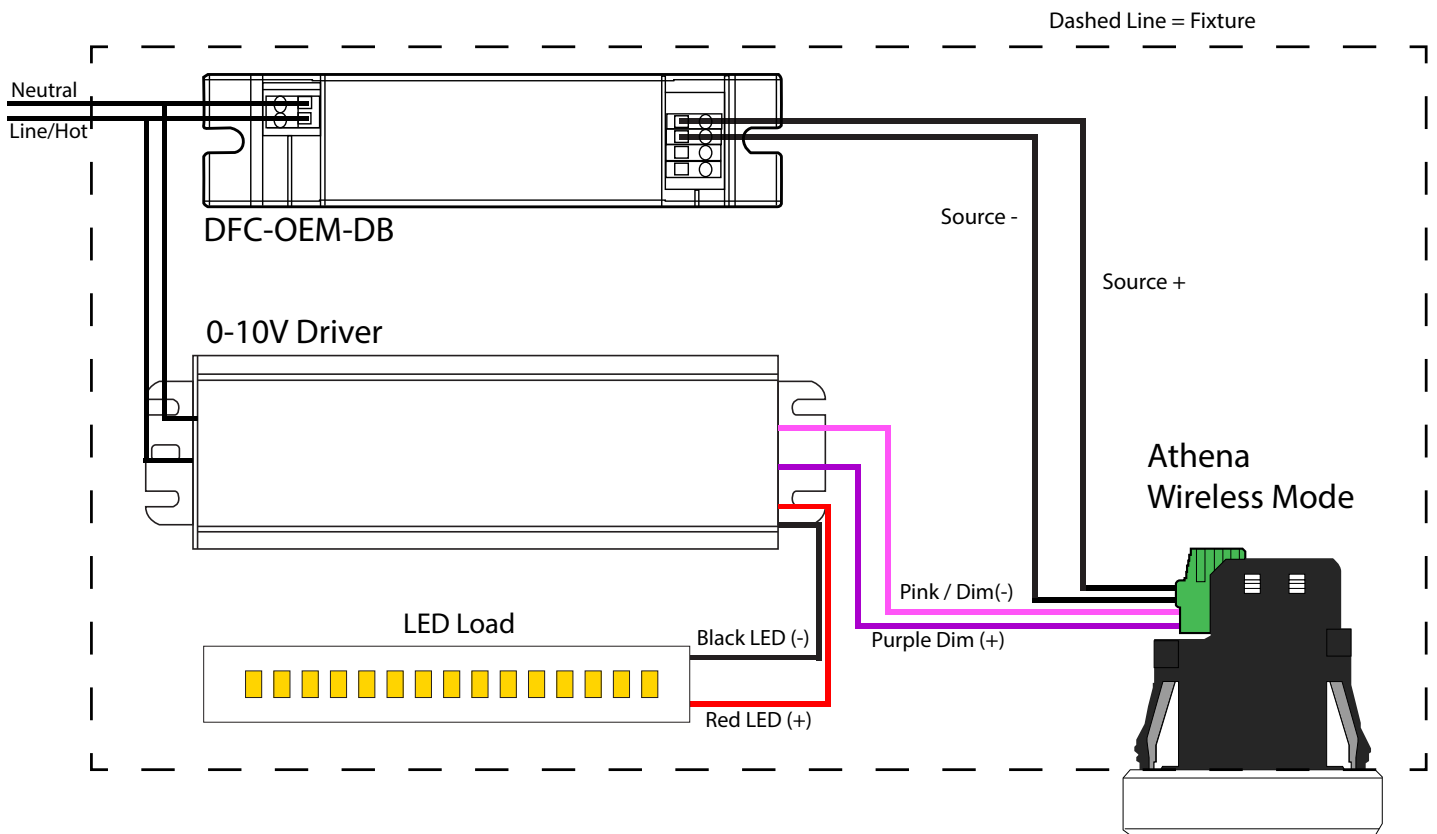 Dashed Line = Fixture
Neutral
Line/Hot
DFC-OEM-DB
Source -
Source +
0-10V Driver
Athena
Wireless Mode
Pink / Dim(-)
LED Load
Black LED (-)
Purple Dim (+)
Red LED (+)